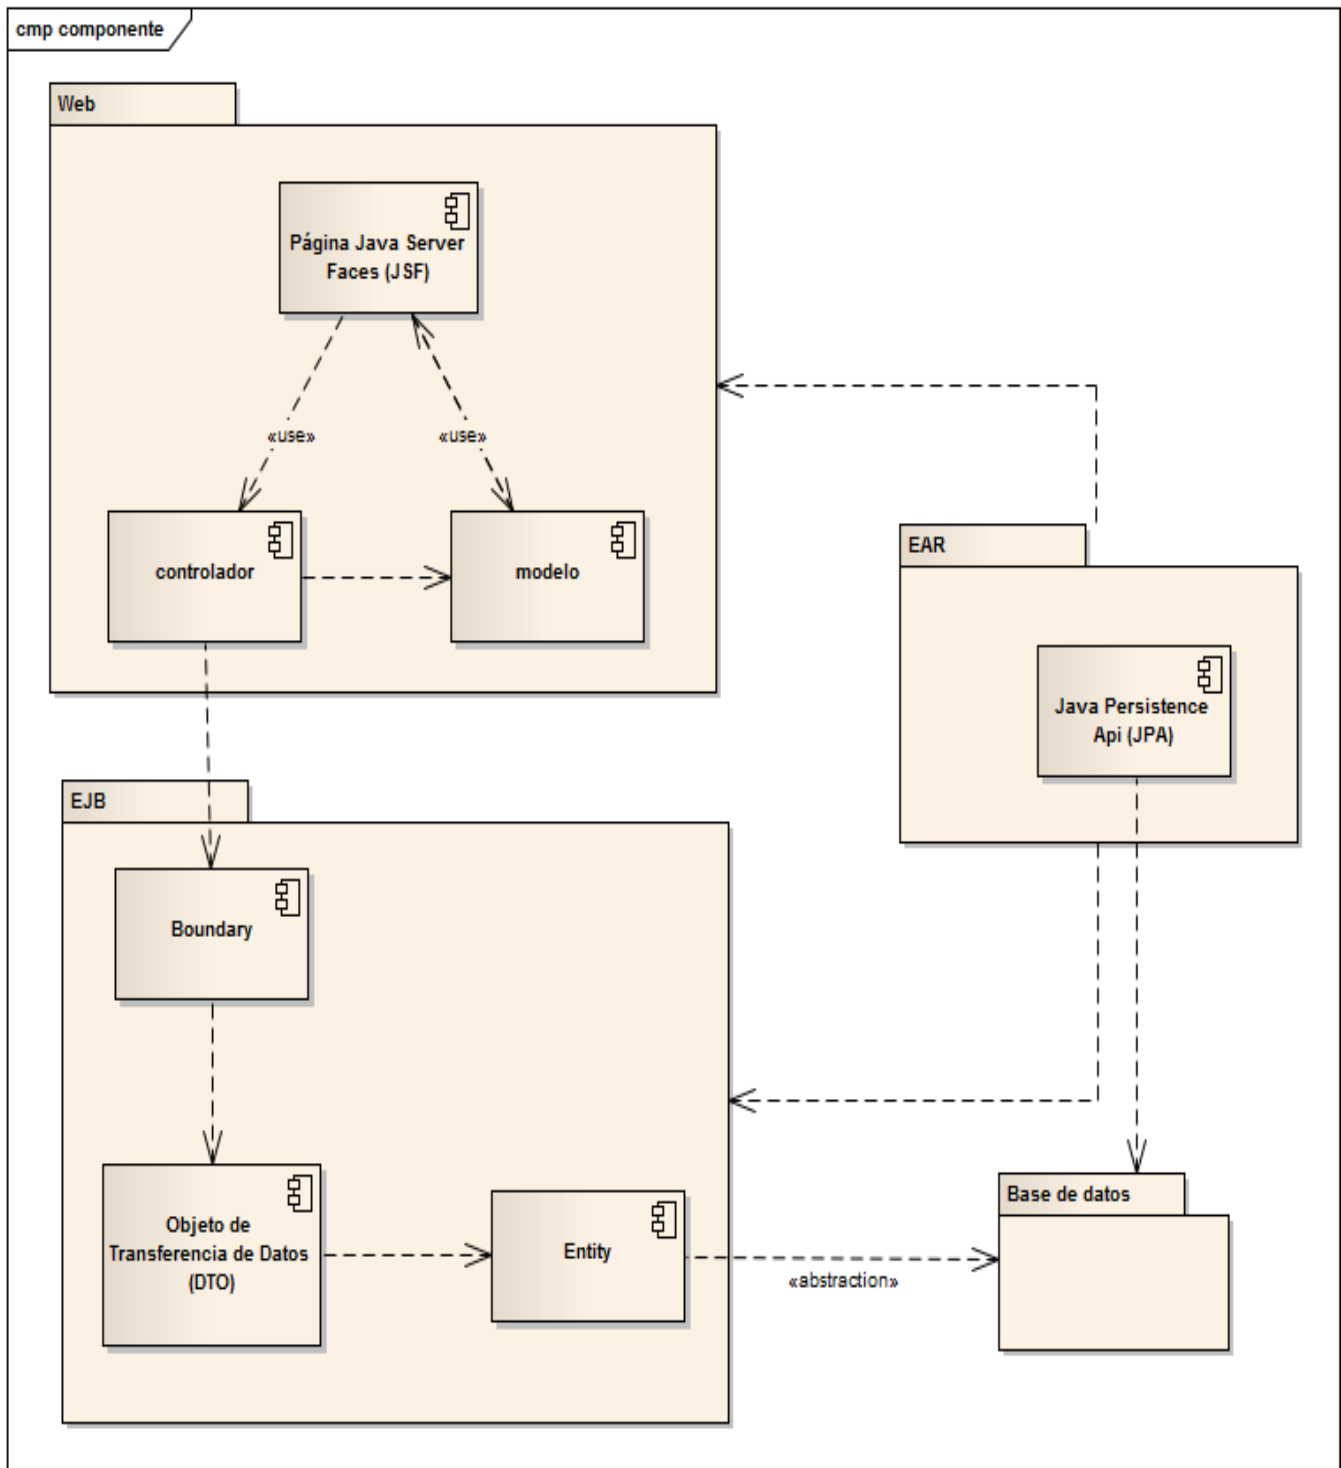 cmp componente
Web
Página Java Server
Faces (JSF)
«use»
«use»
controlador
modelo
EAR
Java Persistence
Api (JPA)
EJB
Boundary
Objeto de
Transferencia de Datos
(DTO)
Entity
«abstraction»
Base de datos